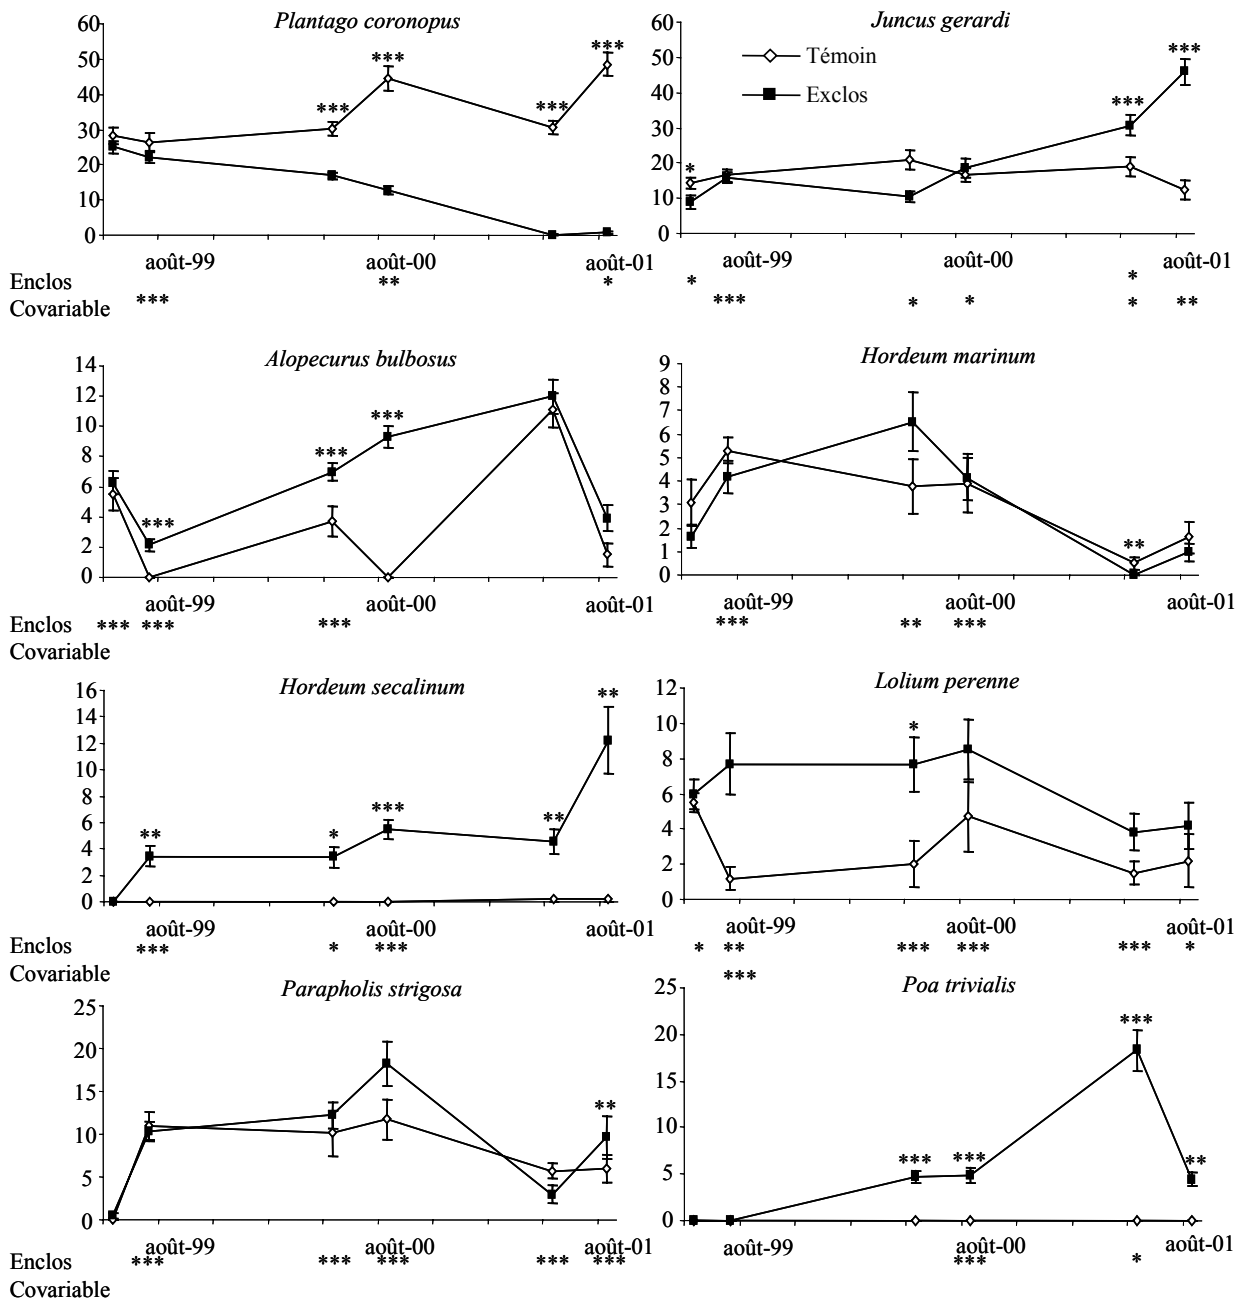 Plantago coronopus
60
50
40
30
20
10
0
*** *** *** ***
août-99 août-00 août-01
Enclos ** *
Covariable ***
Juncus gerardi
Témoin
Exclos
60
50
40
30
20
10
0
* *** ***
août-99 août-00 août-01
* *
*** * * * **
Alopecurus bulbosus
14
12
10
8
6
4
2
0
*** *** ***
août-99 août-00 août-01
Enclos *** *** ***
Covariable
Hordeum marinum
9
8
7
6
5
4
3
2
1
0
**
août-99 août-00 août-01
*** ** ***
Hordeum secalinum
16
14
12
10
8
6
4
2
0
** * *** ** **
août-99 août-00 août-01
Enclos *** * ***
Covariable
Lolium perenne
12
10
8
6
4
2
0
*
août-99 août-00 août-01
* ** *** *** *** *
***
Parapholis strigosa
25
20
15
10
5
0
**
août-99 août-00 août-01
Enclos *** *** *** *** ***
Covariable
Poa trivialis
25
20
15
10
5
0
*** *** *** **
août-99 août-00 août-01
*** *